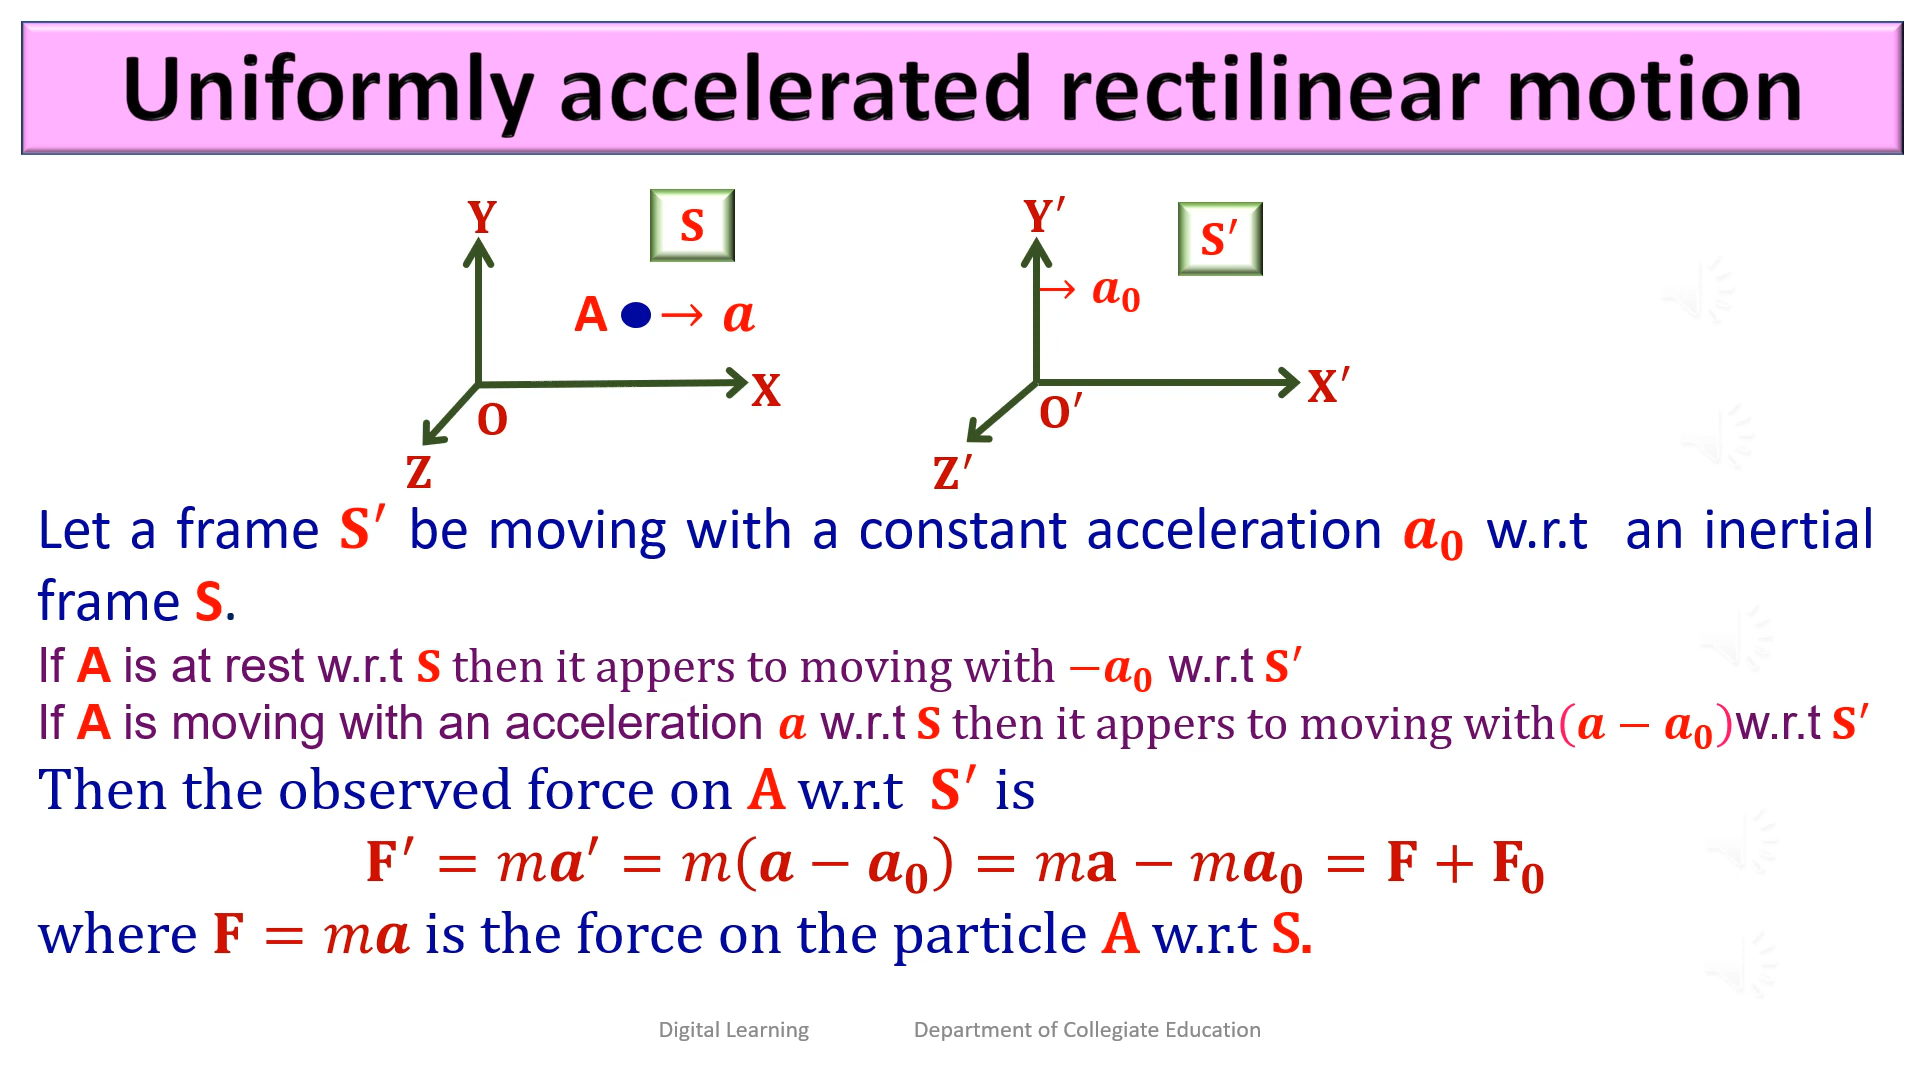 Uniformly accelerated rectilinear motion
Y
S
Y′
S′
A → a
→ a₀
X
X′
O
O′
Z
Z′
Let a frame S′ be moving with a constant acceleration a₀ w.r.t an inertial
frame S.
If A is at rest w.r.t S then it appers to moving with −a₀ w.r.t S′
If A is moving with an acceleration a w.r.t S then it appers to moving with(a − a₀)w.r.t S′
Then the observed force on A w.r.t S′ is
F′ = ma′ = m(a − a₀) = ma − ma₀ = F + F₀
where F = ma is the force on the particle A w.r.t S.
Digital Learning Department of Collegiate Education